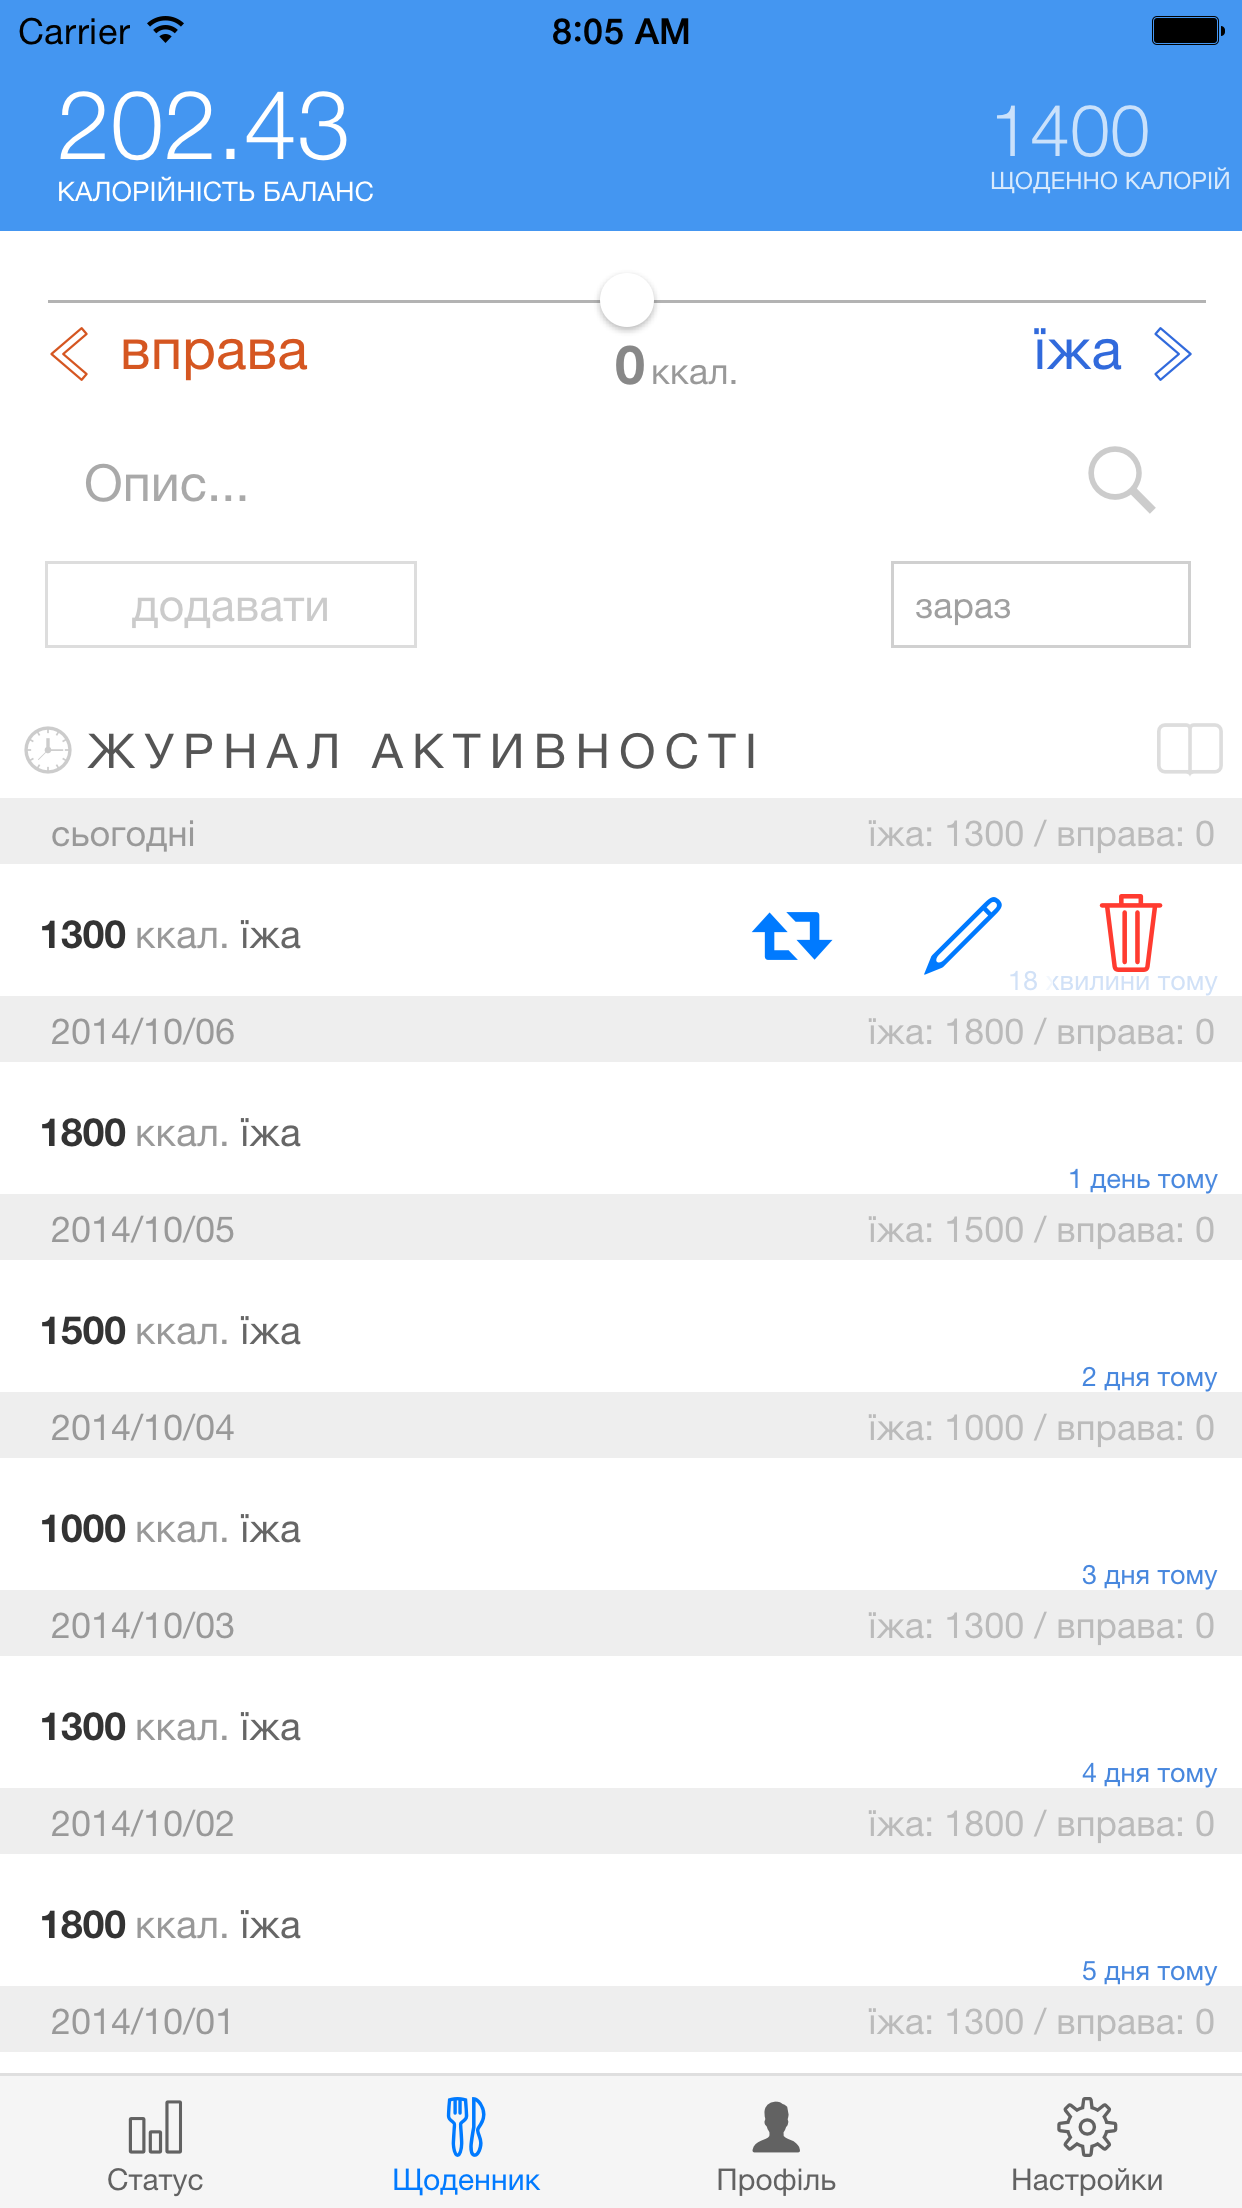 Carrier 8:05 AM
202.43 1400
КАЛОРІЙНІСТЬ БАЛАНС ЩОДЕННО КАЛОРІЙ
вправа 0 ккал. їжа
Опис...
додавати зараз
ЖУРНАЛ АКТИВНОСТІ
сьогодні їжа: 1300 / вправа: 0
1300 ккал. їжа
18 хвилини тому
2014/10/06 їжа: 1800 / вправа: 0
1800 ккал. їжа
1 день тому
2014/10/05 їжа: 1500 / вправа: 0
1500 ккал. їжа
2 дня тому
2014/10/04 їжа: 1000 / вправа: 0
1000 ккал. їжа
3 дня тому
2014/10/03 їжа: 1300 / вправа: 0
1300 ккал. їжа
4 дня тому
2014/10/02 їжа: 1800 / вправа: 0
1800 ккал. їжа
5 дня тому
2014/10/01 їжа: 1300 / вправа: 0
Статус Щоденник Профіль Настройки